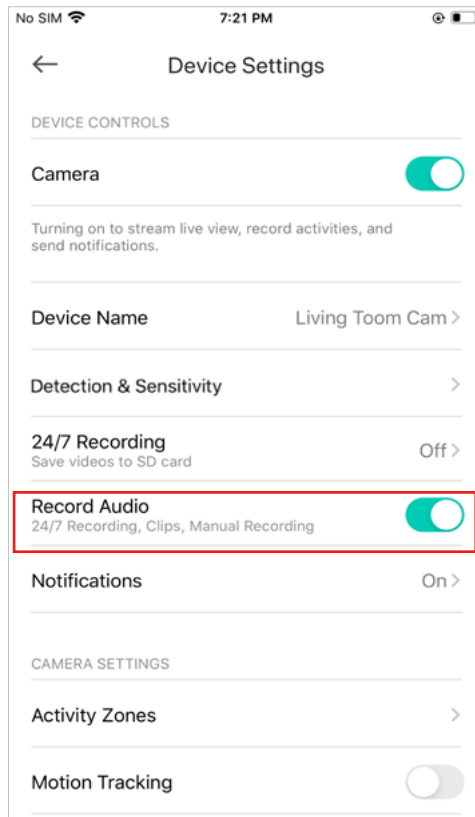 No SIM 7:21 PM
Device Settings
DEVICE CONTROLS
Camera
Turning on to stream live view, record activities, and
send notifications.
Device Name Living Toom Cam
Detection & Sensitivity
24/7 Recording Off
Save videos to SD card
Record Audio
24/7 Recording, Clips, Manual Recording
Notifications On
CAMERA SETTINGS
Activity Zones
Motion Tracking